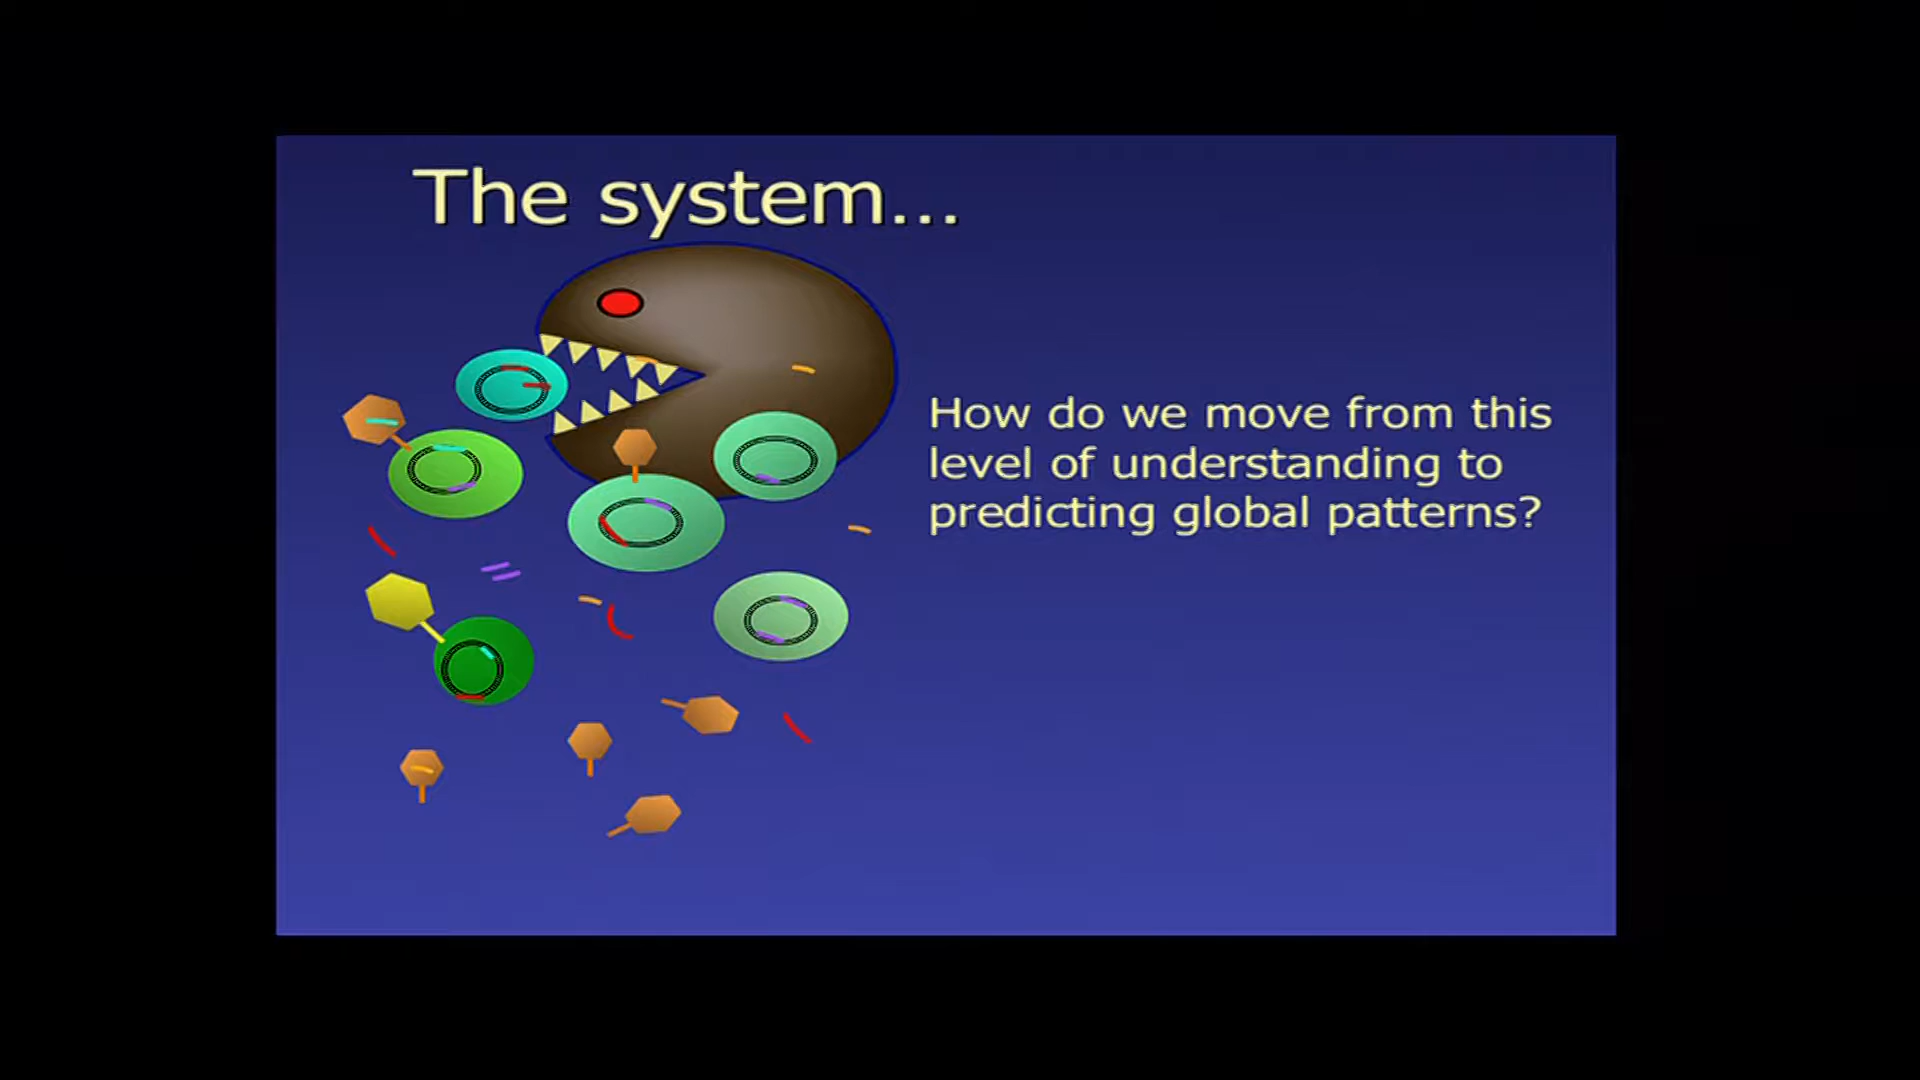 The system...
How do we move from this
level of understanding to
predicting global patterns?